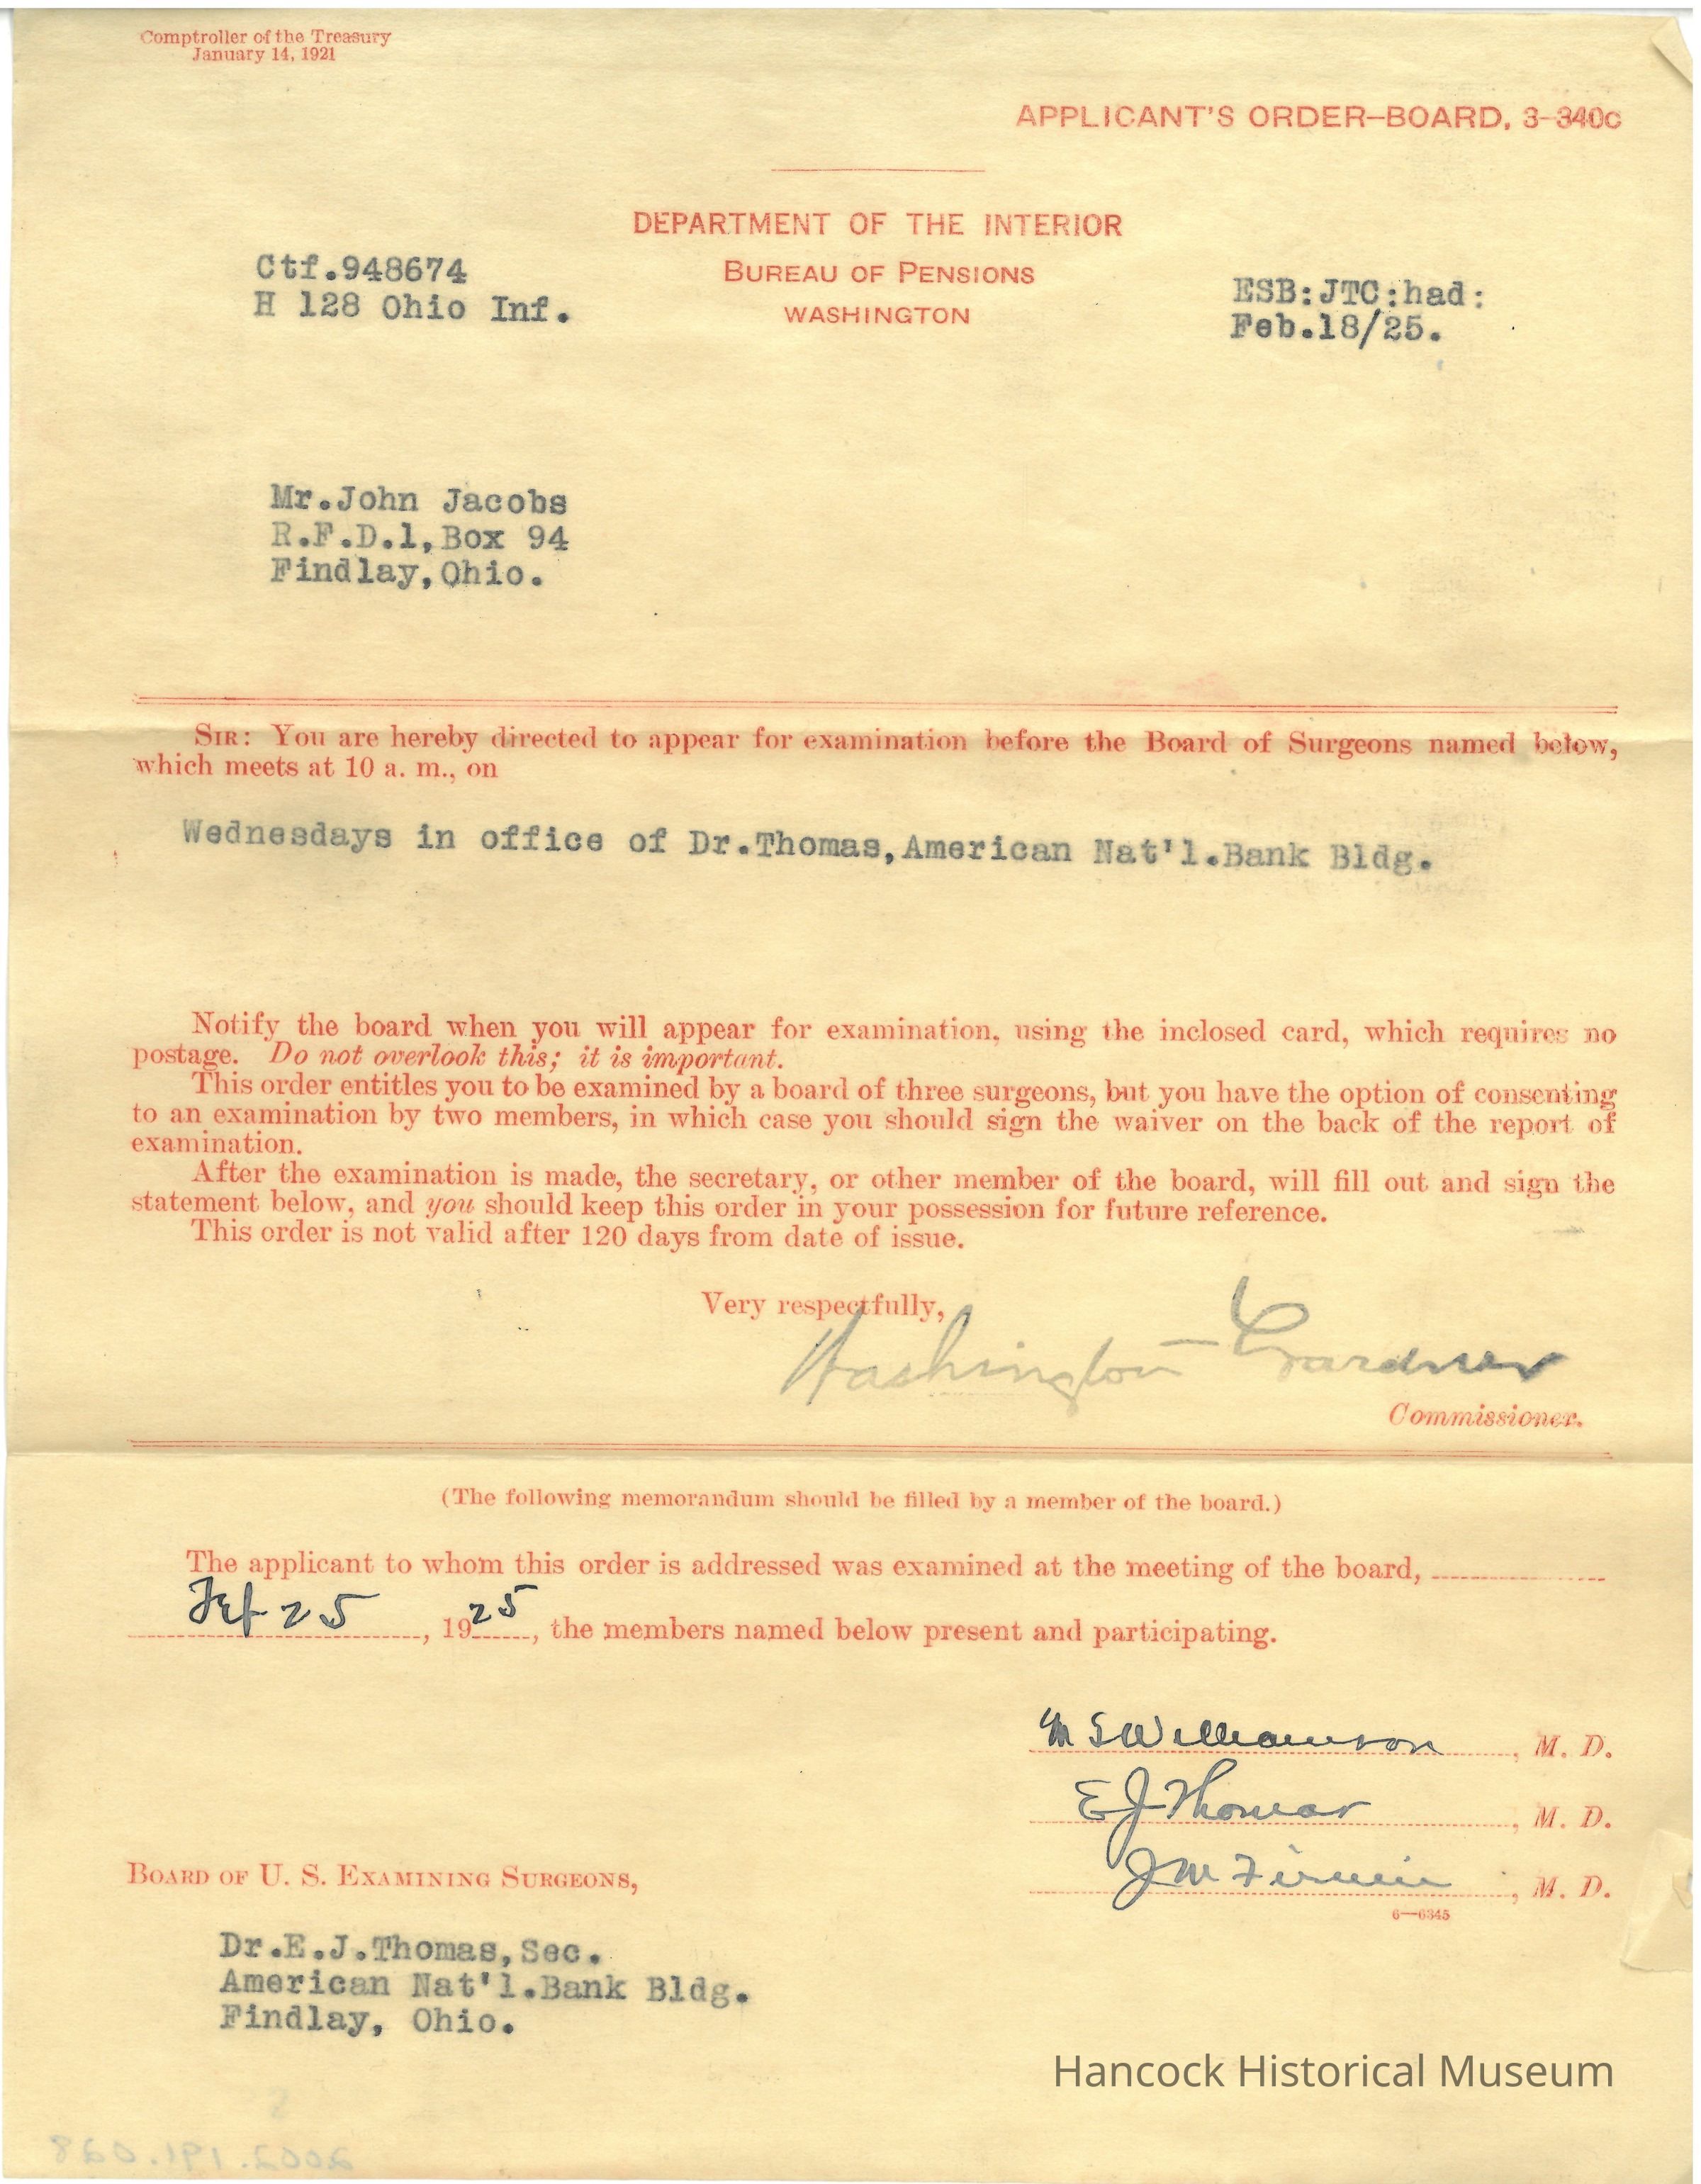 Comptroller of the Treasury
January 14, 1921
APPLICANT'S ORDER—BOARD, 3-340c
DEPARTMENT OF THE INTERIOR
BUREAU OF PENSIONS
WASHINGTON
Ctf.948674
H 128 Ohio Inf.
ESB:JTC:had:
Feb.18/25.
Mr.John Jacobs
R.F.D.1,Box 94
Findlay,Ohio.
SIR: You are hereby directed to appear for examination before the Board of Surgeons named below,
which meets at 10 a. m., on
Wednesdays in office of Dr.Thomas,American Nat'l.Bank Bldg.
Notify the board when you will appear for examination, using the inclosed card, which requires no
postage. Do not overlook this; it is important.
This order entitles you to be examined by a board of three surgeons, but you have the option of consenting
to an examination by two members, in which case you should sign the waiver on the back of the report of
examination.
After the examination is made, the secretary, or other member of the board, will fill out and sign the
statement below, and you should keep this order in your possession for future reference.
This order is not valid after 120 days from date of issue.
Very respectfully,
Washington Gardner
Commissioner.
(The following memorandum should be filled by a member of the board.)
The applicant to whom this order is addressed was examined at the meeting of the board,
Feb 25, 1925, the members named below present and participating.
M S Williamson, M. D.
E J Thomas, M. D.
J M Firmin, M. D.
6—6345
BOARD OF U. S. EXAMINING SURGEONS,
Dr.E.J.Thomas,Sec.
American Nat'l.Bank Bldg.
Findlay, Ohio.
Hancock Historical Museum
2002.191.028